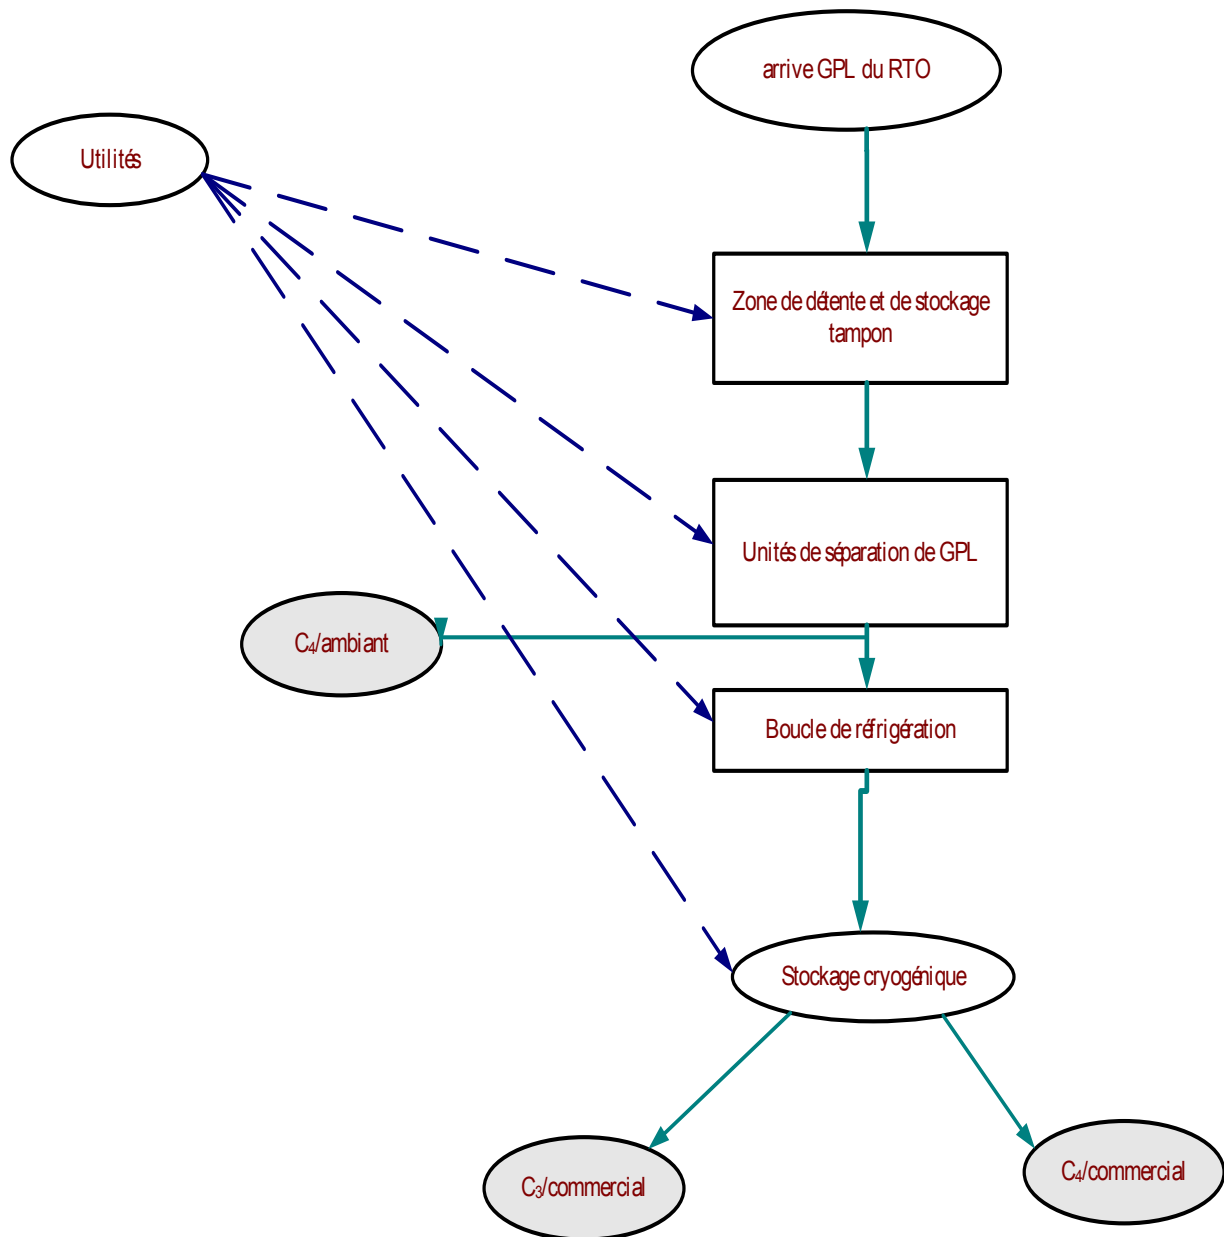 arrive GPL du RTO
Utilités
Zone de détente et de stockage
tampon
Unités de séparation de GPL
C₄/ambiant
Boucle de réfrigération
Stockage cryogénique
C₃/commercial
C₄/commercial